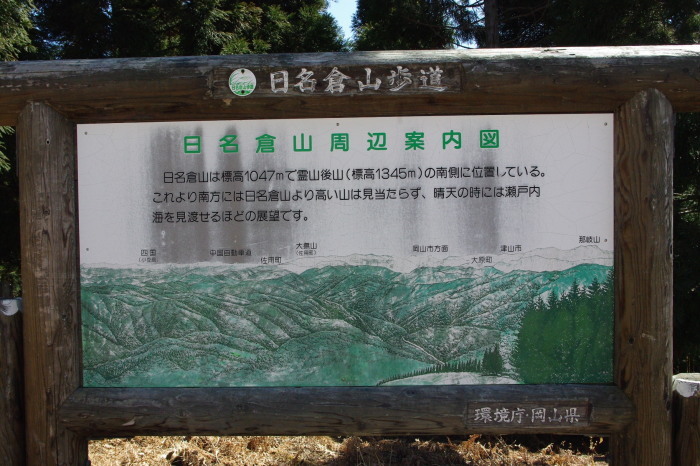 日名倉山歩道
日名倉山周辺案内図
日名倉山は標高1047mで霊山後山(標高1345m)の南側に位置している。
これより南方には日名倉山より高い山は見当たらず、晴天の時には瀬戸内
海を見渡せるほどの展望です。
四国
中国自動車道
佐用町
大撫山
(佐用町)
岡山市方面
大原町
津山市
那岐山
環境庁・岡山県